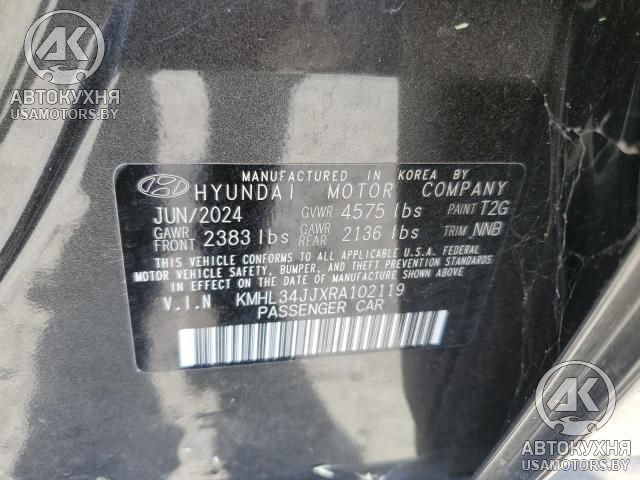 АВТОКУХНЯ
USAMOTORS.BY
MANUFACTURED IN KOREA BY
HYUNDAI MOTOR COMPANY
JUN/2024 GVWR 4575 lbs PAINT T2G
GAWR FRONT 2383 lbs GAWR REAR 2136 lbs TRIM NNB
THIS VEHICLE CONFORMS TO ALL APPLICABLE U.S.A. FEDERAL
MOTOR VEHICLE SAFETY, BUMPER, AND THEFT PREVENTION STANDARDS
IN EFFECT ON THE DATE OF MANUFACTURE SHOWN ABOVE.
V.I.N KMHL34JJXRA102119
PASSENGER CAR
АВТОКУХНЯ
USAMOTORS.BY